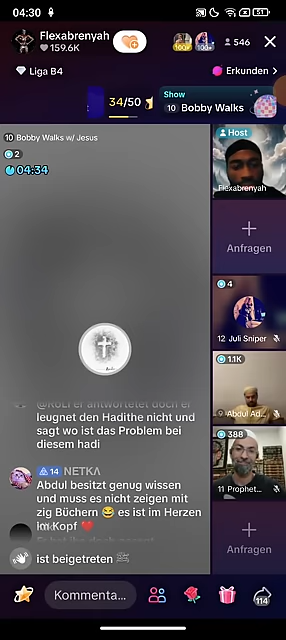 04:30
51
Flexabrenyah
159.6K
100+
546
Liga B4
Erkunden >
34/50
Show
10 Bobby Walks
10 Bobby Walks w/ Jesus
2
04:34
Host
Flexabrenyah
Anfragen
4
12 Juli Sniper
1.1K
Abdul Ad...
388
11 Prophet...
Anfragen
leugnet den Hadithe nicht und
sagt wo ist das Problem bei
diesem hadi
14 NETKΛ
Abdul besitzt genug wissen
und muss es nicht zeigen mit
zig Büchern 😂 es ist im Herzen
im Kopf ❤️
ist beigetreten
Kommenta...
114